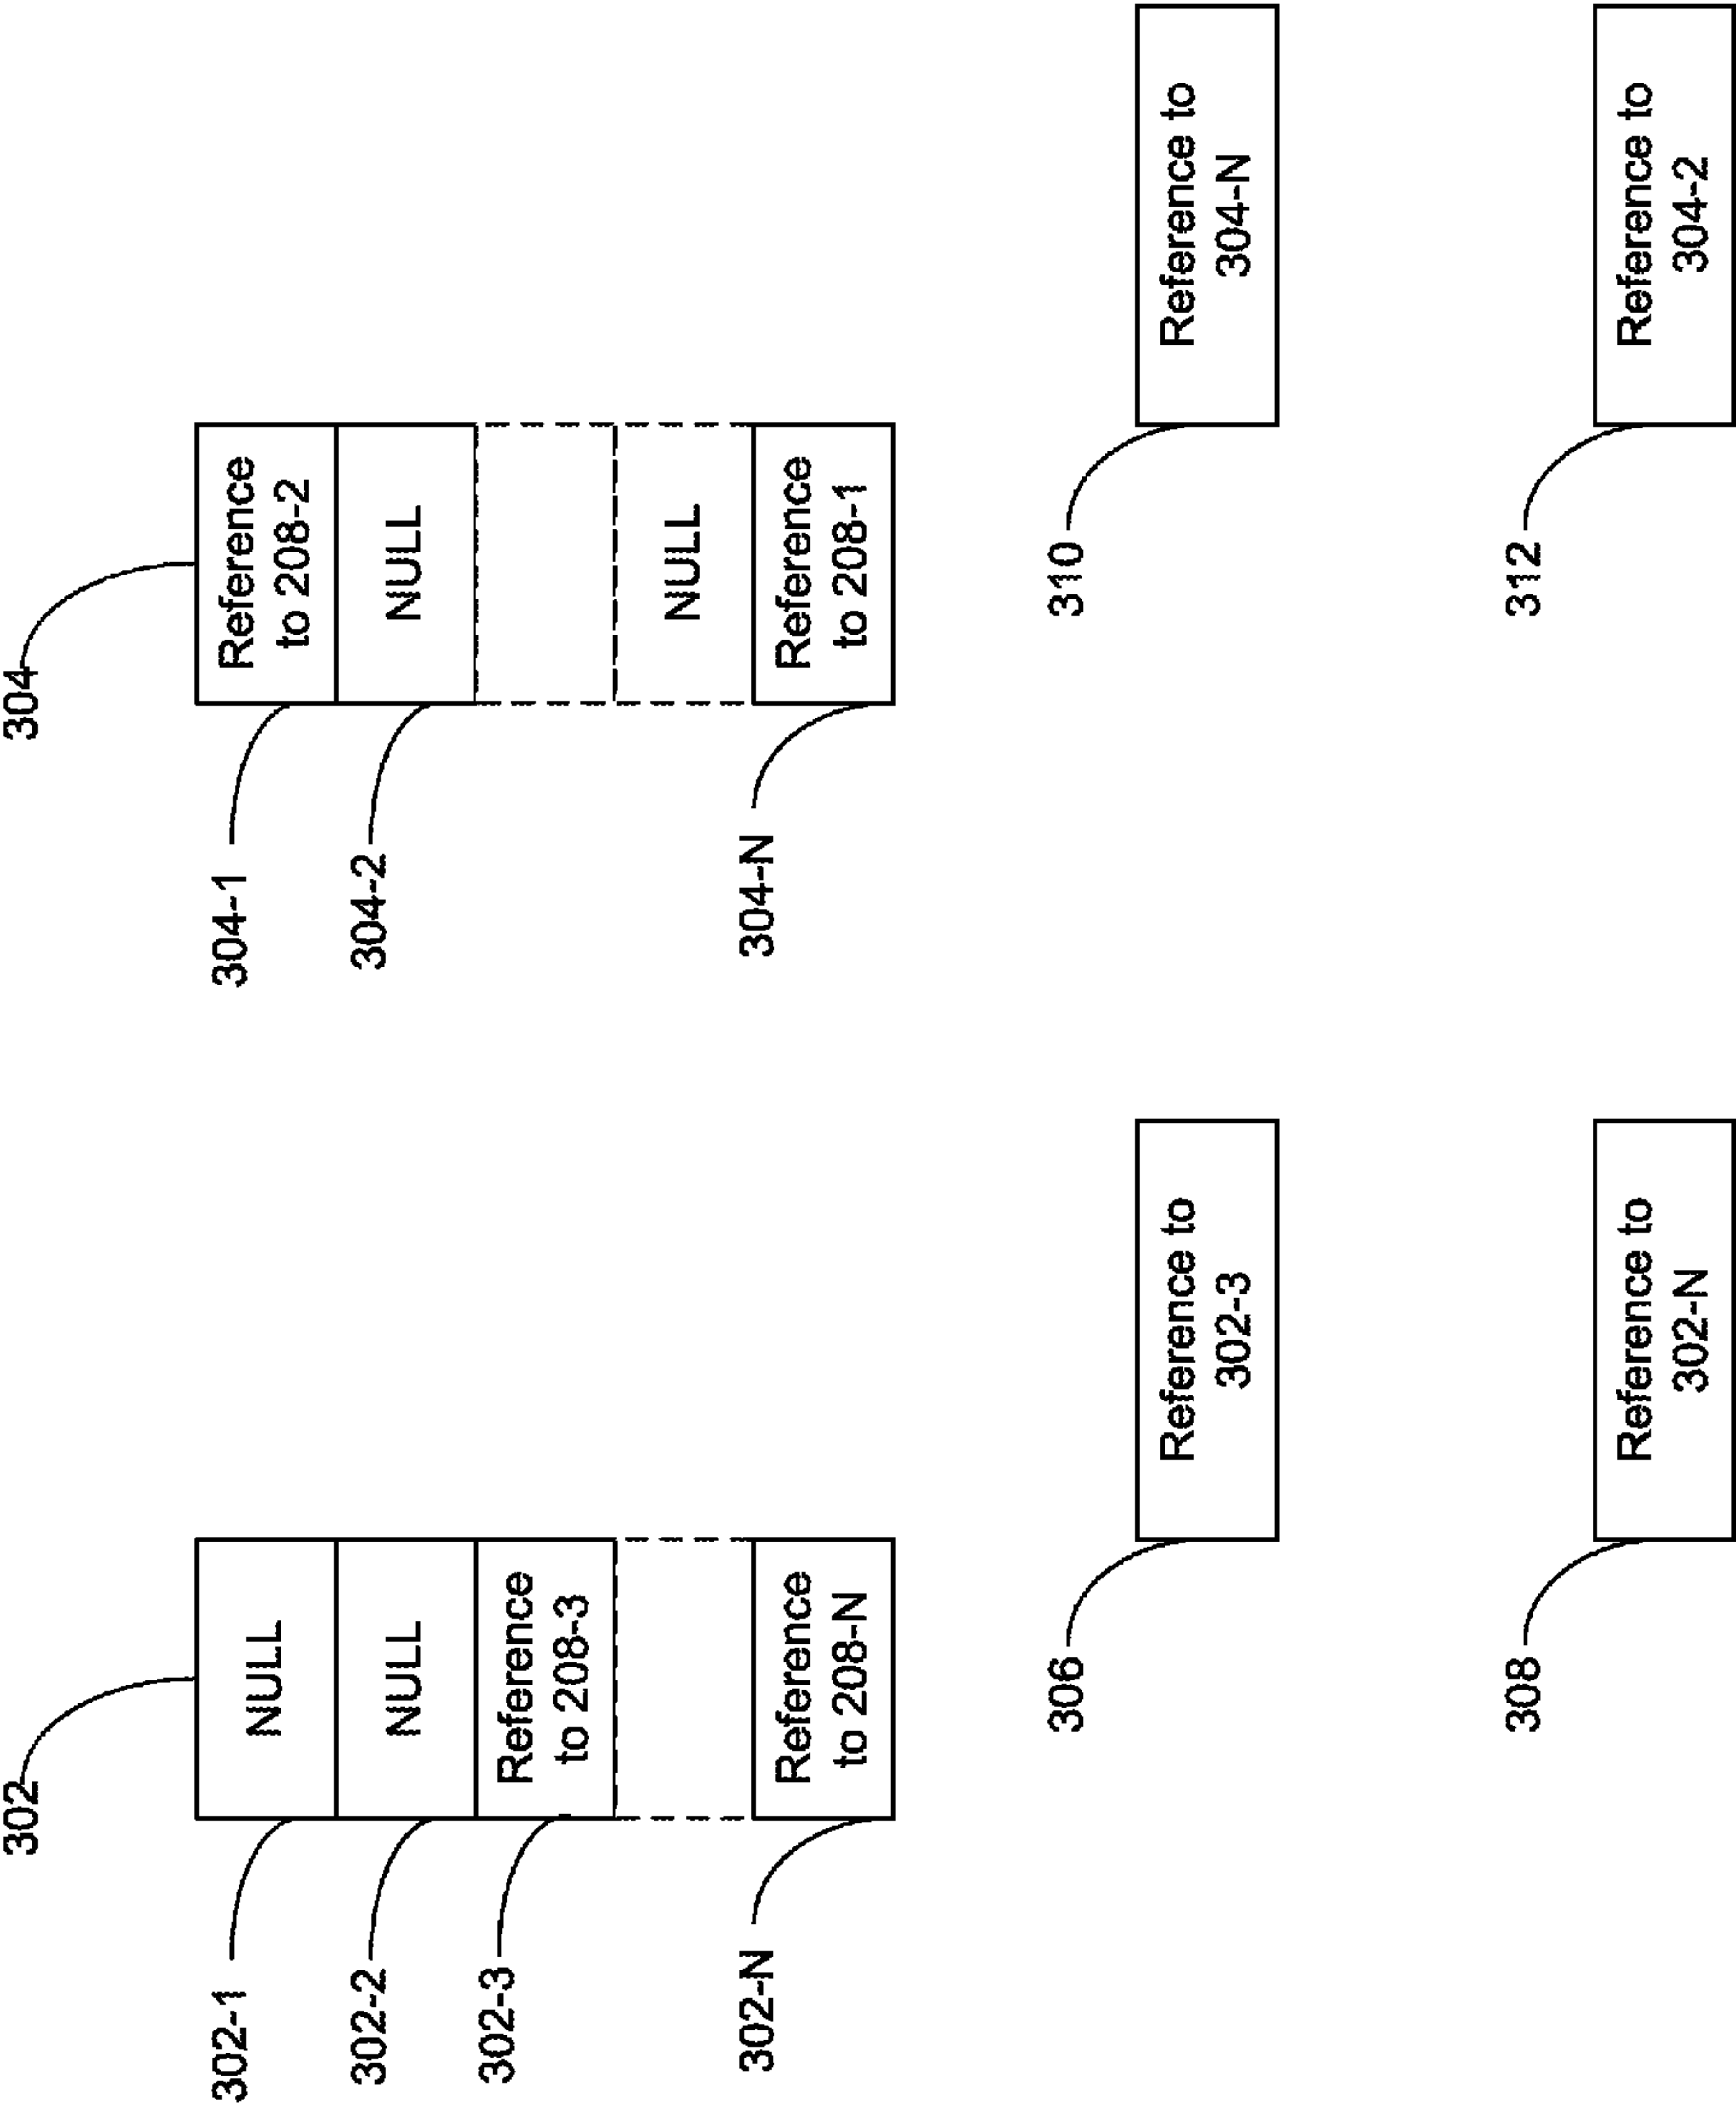 302
304
302-1
NULL
304-1
Reference
to 208-2
302-2
NULL
304-2
NULL
302-3
Reference
to 208-3
NULL
302-N
Reference
to 208-N
304-N
Reference
to 208-1
306
Reference to
302-3
310
Reference to
304-N
308
Reference to
302-N
312
Reference to
304-2